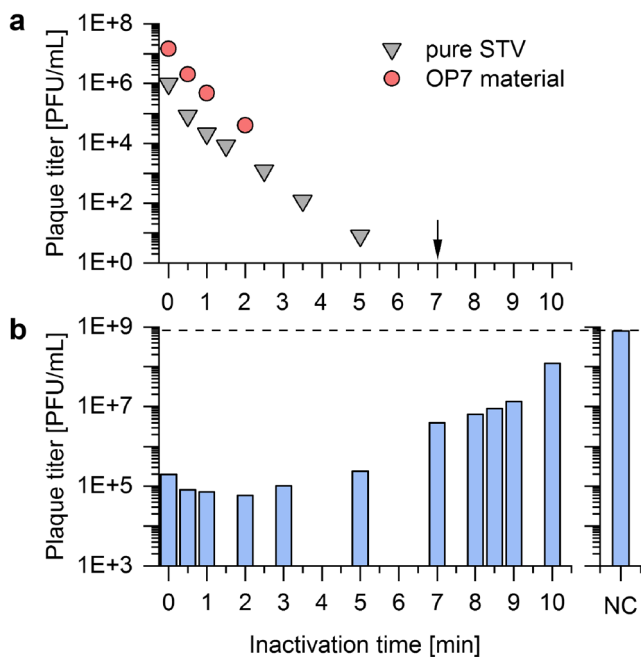 a
Plaque titer [PFU/mL]
1E+8
1E+6
1E+4
1E+2
1E+0
pure STV
OP7 material
0 1 2 3 4 5 6 7 8 9 10
b
Plaque titer [PFU/mL]
1E+9
1E+7
1E+5
1E+3
0 1 2 3 4 5 6 7 8 9 10
NC
Inactivation time [min]